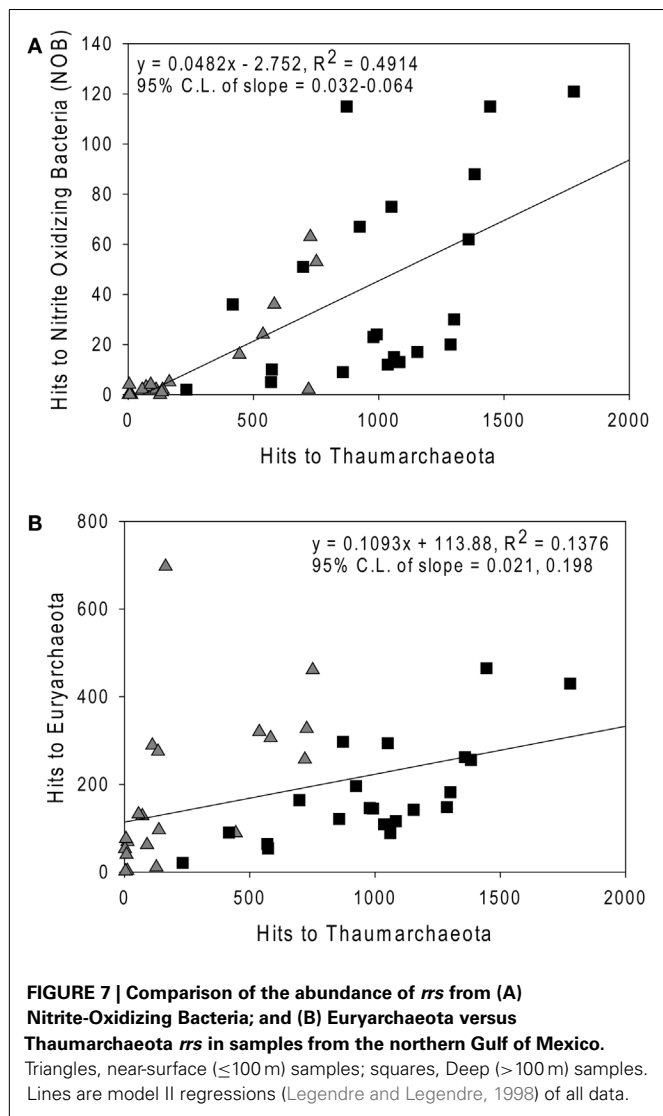 A
140
120
100
80
60
40
20
0
Hits to Nitrite Oxidizing Bacteria (NOB)
y = 0.0482x - 2.752, R² = 0.4914
95% C.L. of slope = 0.032-0.064
0 500 1000 1500 2000
Hits to Thaumarchaeota
B
800
600
400
200
0
Hits to Euryarchaeota
y = 0.1093x + 113.88, R² = 0.1376
95% C.L. of slope = 0.021, 0.198
0 500 1000 1500 2000
Hits to Thaumarchaeota
FIGURE 7 | Comparison of the abundance of rrs from (A)
Nitrite-Oxidizing Bacteria; and (B) Euryarchaeota versus
Thaumarchaeota rrs in samples from the northern Gulf of Mexico.
Triangles, near-surface (≤100 m) samples; squares, Deep (>100 m) samples.
Lines are model II regressions (Legendre and Legendre, 1998) of all data.